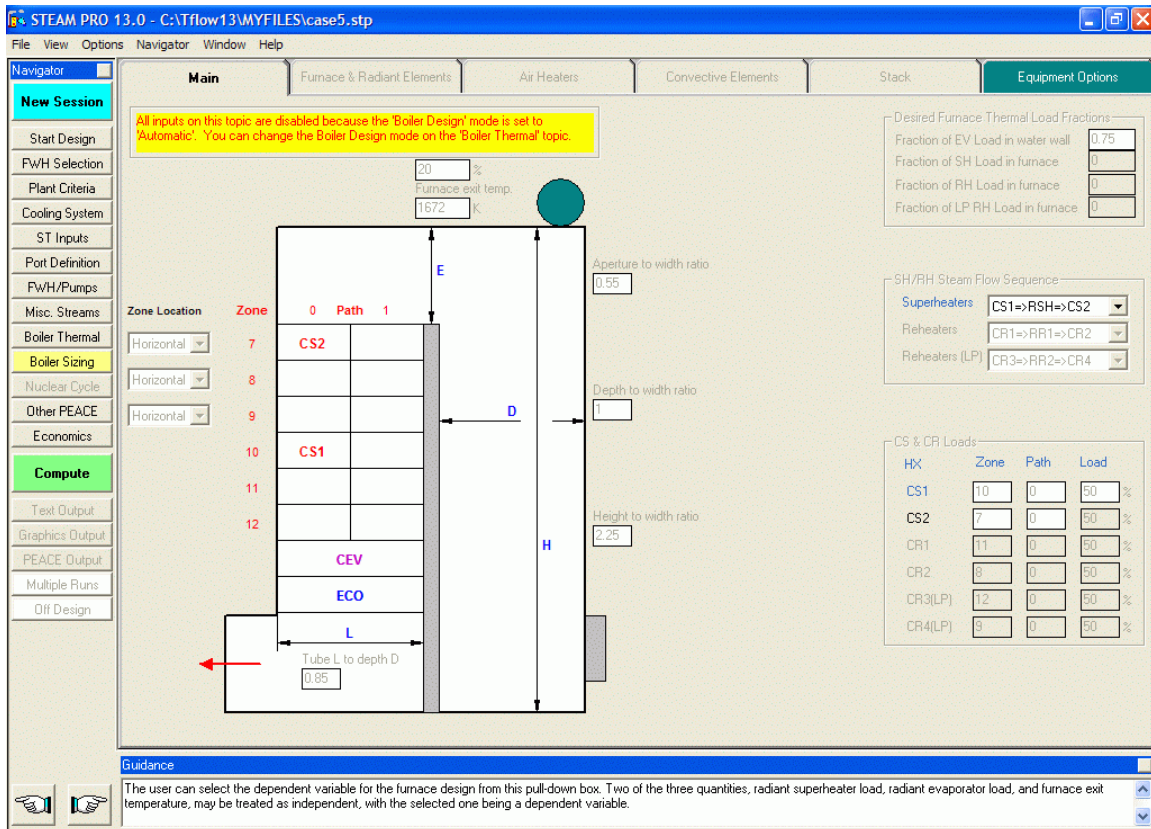 STEAM PRO 13.0 - C:\Tflow13\MYFILES\case5.stp
File View Options Navigator Window Help
Navigator
New Session
Start Design
FWH Selection
Plant Criteria
Cooling System
ST Inputs
Port Definition
FWH/Pumps
Misc. Streams
Boiler Thermal
Boiler Sizing
Nuclear Cycle
Other PEACE
Economics
Compute
Text Output
Graphics Output
PEACE Output
Multiple Runs
Off Design
Main
Furnace & Radiant Elements
Air Heaters
Convective Elements
Stack
Equipment Options
All inputs on this topic are disabled because the 'Boiler Design' mode is set to
'Automatic'. You can change the Boiler Design mode on the 'Boiler Thermal' topic.
20 %
Furnace exit temp.
1672 K
E
Aperture to width ratio
0.55
Zone Location Zone 0 Path 1
Horizontal 7 CS2
Horizontal 8
Horizontal 9
10 CS1
11
12
CEV
ECO
L
Tube L to depth D
0.85
D
H
Depth to width ratio
1
Height to width ratio
2.25
Desired Furnace Thermal Load Fractions
Fraction of EV Load in water wall 0.75
Fraction of SH Load in furnace 0
Fraction of RH Load in furnace 0
Fraction of LP RH Load in furnace 0
SH/RH Steam Flow Sequence
Superheaters CS1=>RSH=>CS2
Reheaters CR1=>RR1=>CR2
Reheaters (LP) CR3=>RR2=>CR4
CS & CR Loads
HX Zone Path Load
CS1 10 0 50 %
CS2 7 0 50 %
CR1 11 0 50 %
CR2 8 0 50 %
CR3(LP) 12 0 50 %
CR4(LP) 9 0 50 %
Guidance
The user can select the dependent variable for the furnace design from this pull-down box. Two of the three quantities, radiant superheater load, radiant evaporator load, and furnace exit
temperature, may be treated as independent, with the selected one being a dependent variable.